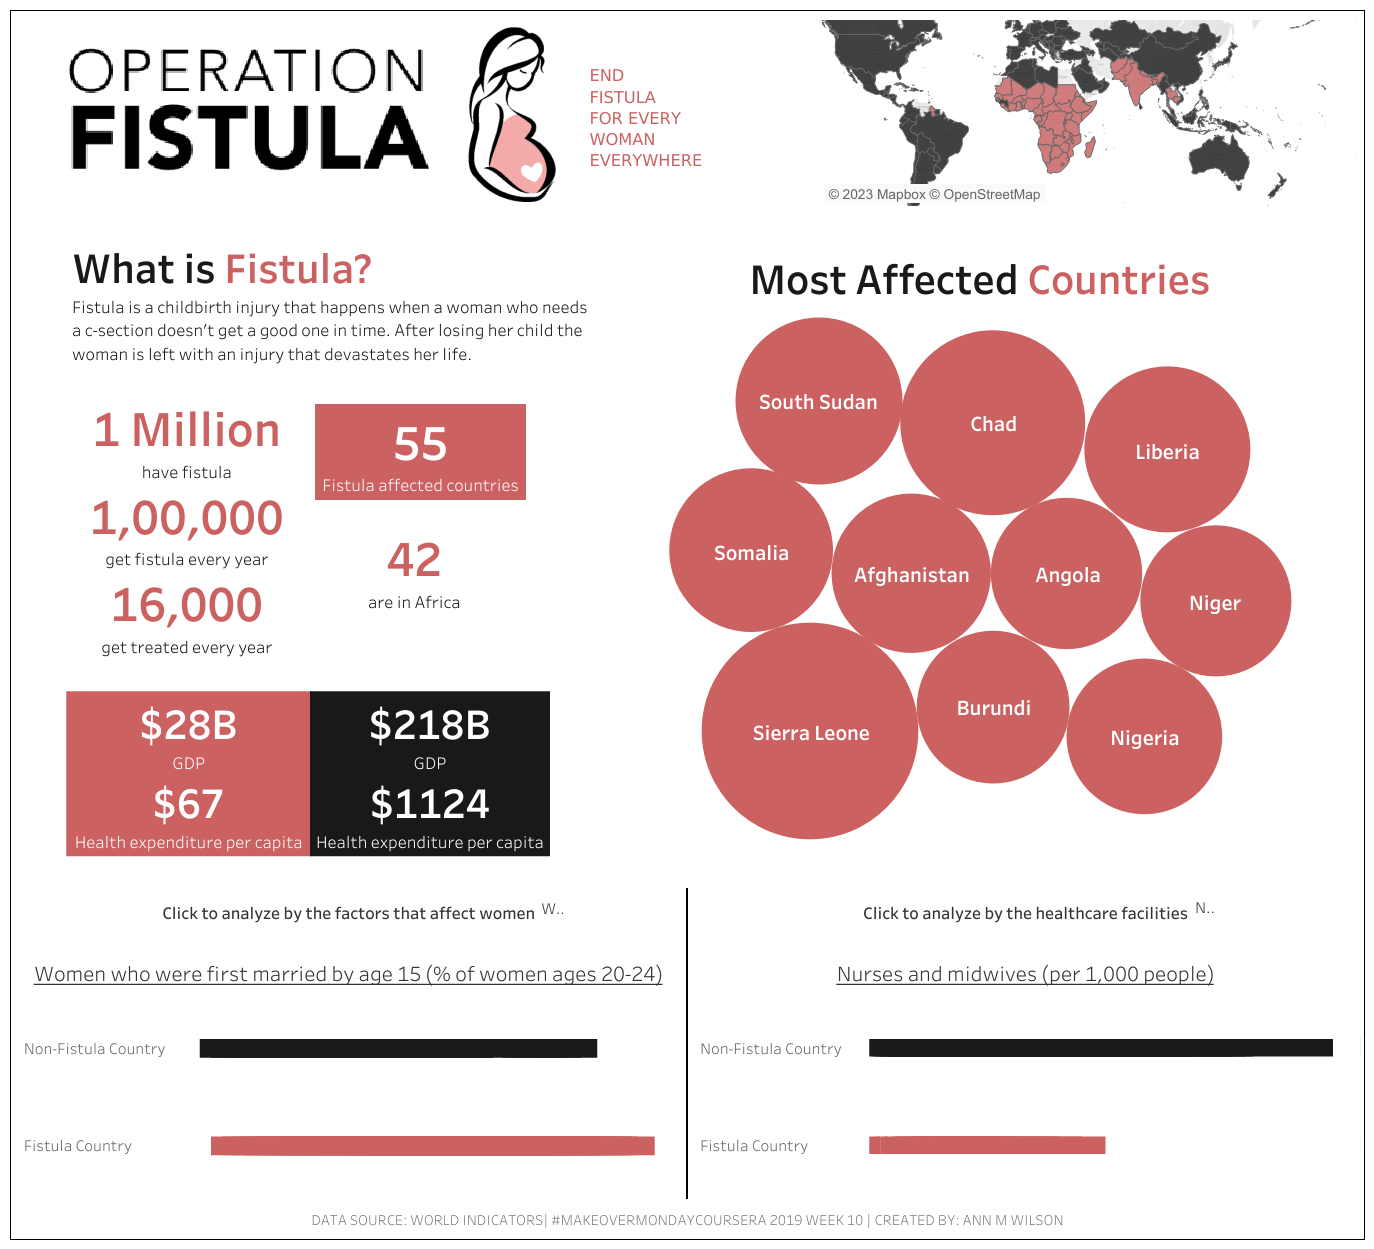 OPERATION
FISTULA
END
FISTULA
FOR EVERY
WOMAN
EVERYWHERE
© 2023 Mapbox © OpenStreetMap
What is Fistula?
Fistula is a childbirth injury that happens when a woman who needs
a c-section doesn't get a good one in time. After losing her child the
woman is left with an injury that devastates her life.
1 Million
have fistula
1,00,000
get fistula every year
16,000
get treated every year
55
Fistula affected countries
42
are in Africa
$28B
GDP
$67
Health expenditure per capita
$218B
GDP
$1124
Health expenditure per capita
Most Affected Countries
South Sudan
Chad
Liberia
Somalia
Afghanistan
Angola
Niger
Sierra Leone
Burundi
Nigeria
Click to analyze by the factors that affect women W..
Women who were first married by age 15 (% of women ages 20-24)
Non-Fistula Country
Fistula Country
Click to analyze by the healthcare facilities N..
Nurses and midwives (per 1,000 people)
Non-Fistula Country
Fistula Country
DATA SOURCE: WORLD INDICATORS| #MAKEOVERMONDAYCOURSERA 2019 WEEK 10 | CREATED BY: ANN M WILSON